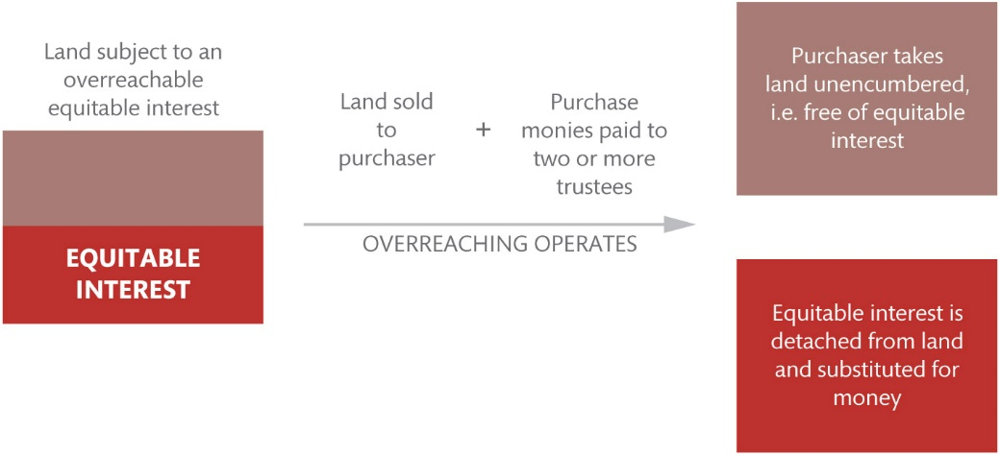 Land subject to an
overreachable
equitable interest
EQUITABLE
INTEREST
Land sold
to
purchaser
+
Purchase
monies paid to
two or more
trustees
OVERREACHING OPERATES
Purchaser takes
land unencumbered,
i.e. free of equitable
interest
Equitable interest is
detached from land
and substituted for
money